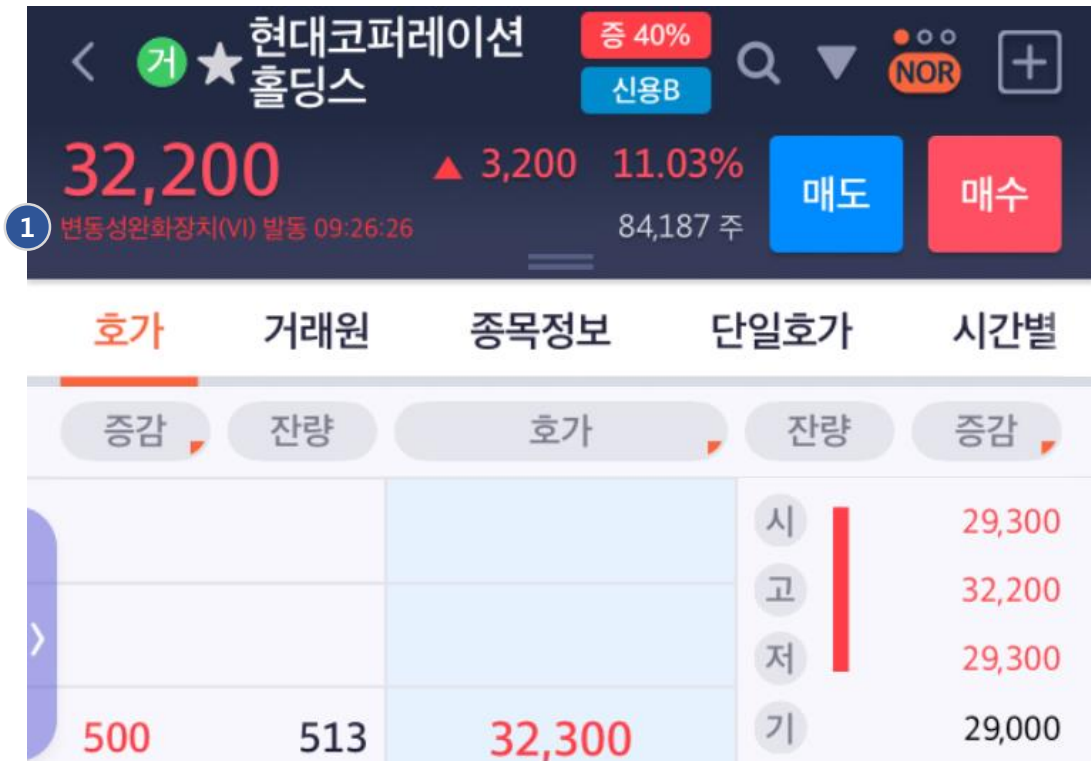 거
현대코퍼레이션
홀딩스
증 40%
신용B
NOR
32,200
▲ 3,200 11.03%
84,187 주
매도
매수
1
변동성완화장치(VI) 발동 09:26:26
호가 거래원 종목정보 단일호가 시간별
증감 잔량 호가 잔량 증감
시 29,300
고 32,200
저 29,300
500 513 32,300 기 29,000